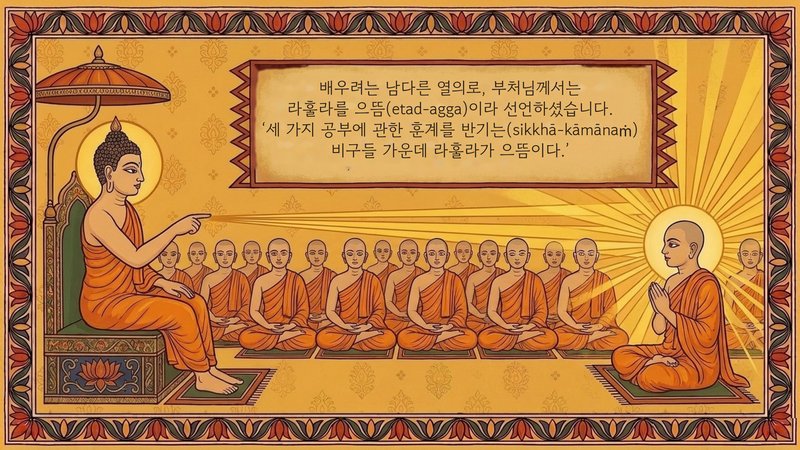 배우려는 남다른 열의로, 부처님께서는
라훌라를 으뜸(etad-agga)이라 선언하셨습니다.
‘세 가지 공부에 관한 훈계를 반기는(sikkhā-kāmānaṁ)
비구들 가운데 라훌라가 으뜸이다.’